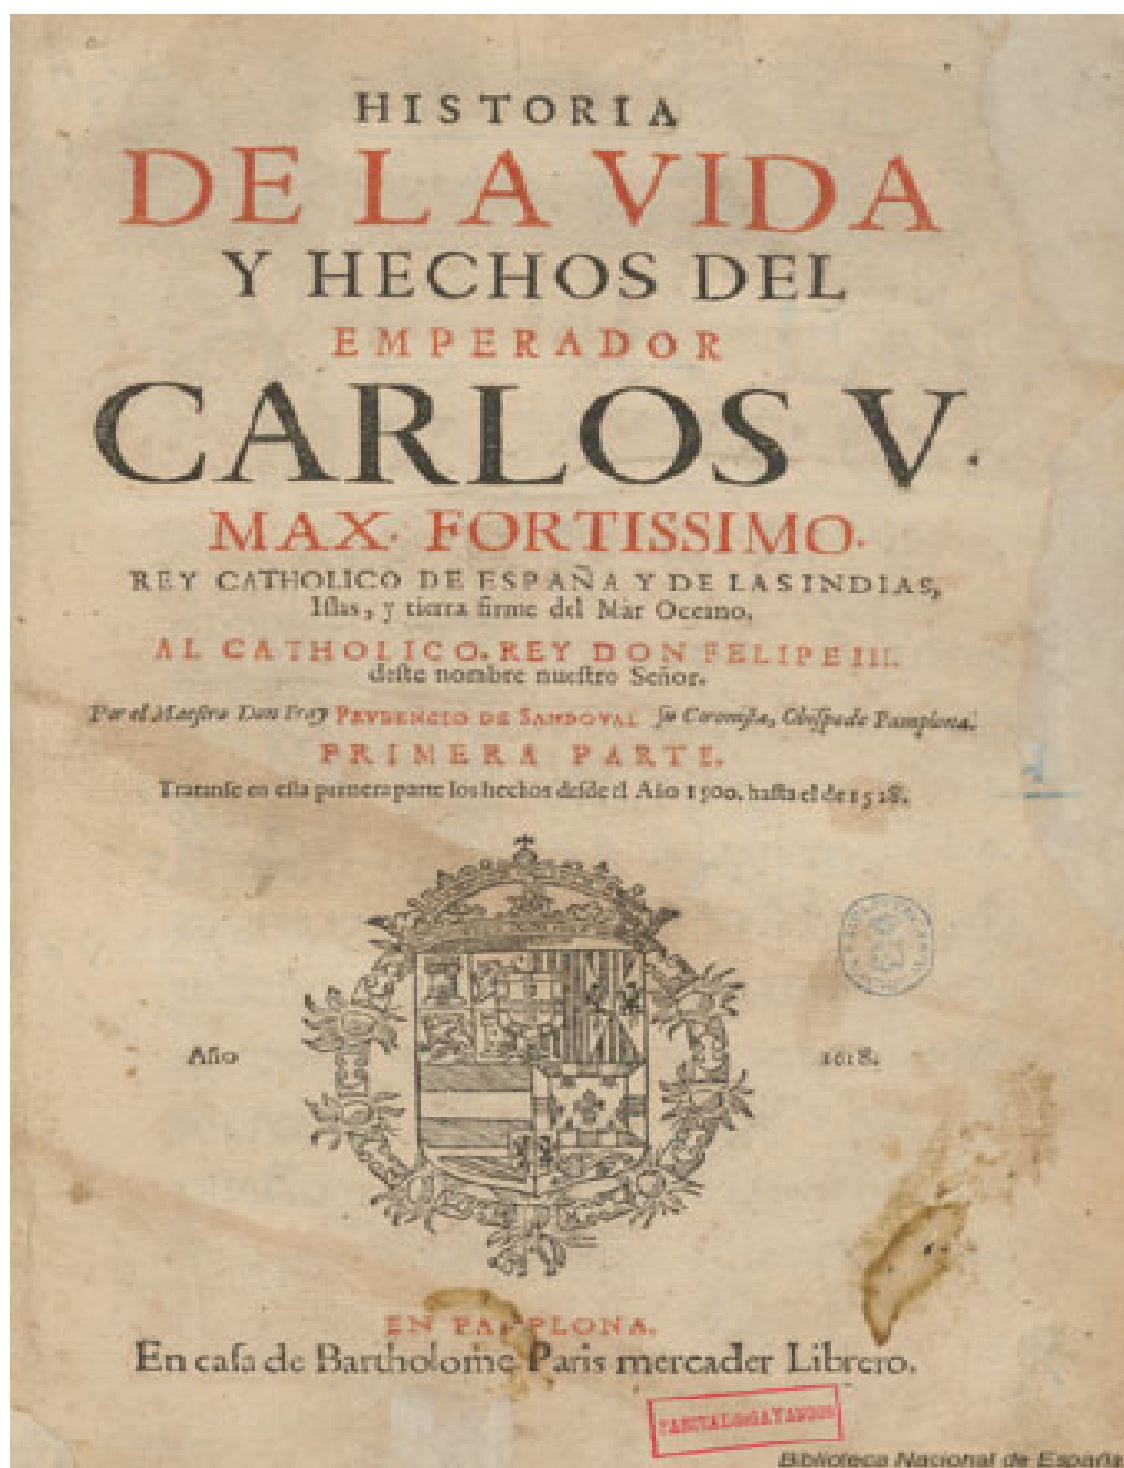 HISTORIA
DE LA VIDA
Y HECHOS DEL
EMPERADOR
CARLOS V.
MAX. FORTISSIMO.
REY CATHOLICO DE ESPAÑA Y DE LAS INDIAS,
Iſlas, y tierra firme del Mar Oceano.
AL CATHOLICO. REY DON FELIPE III.
deſte nombre nueſtro Señor.
Por el Maeſtro Don Fray PRVDENCIO DE SANDOVAL ſu Coroniſta, Obiſpo de Pamplona.
PRIMERA PARTE.
Tratanſe en eſta primera parte los hechos deſde el Año 1500. haſta el de 1528.
Año 1618.
EN PAMPLONA.
En caſa de Bartholome Paris mercader Librero.
PASCUAL de GAYANGOS
Biblioteca Nacional de España